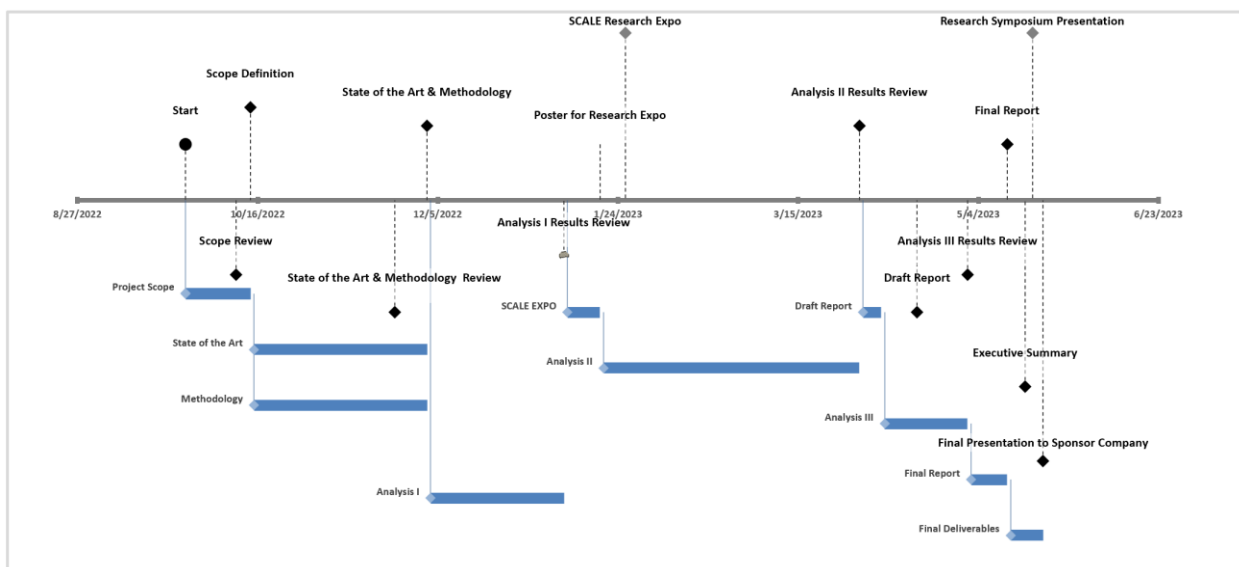 SCALE Research Expo
Research Symposium Presentation
Scope Definition
State of the Art & Methodology
Analysis II Results Review
Start
Poster for Research Expo
Final Report
8/27/2022
10/16/2022
12/5/2022
1/24/2023
3/15/2023
5/4/2023
6/23/2023
Analysis I Results Review
Scope Review
Analysis III Results Review
State of the Art & Methodology Review
Draft Report
Project Scope
SCALE EXPO
Draft Report
State of the Art
Analysis II
Executive Summary
Methodology
Analysis III
Final Presentation to Sponsor Company
Final Report
Analysis I
Final Deliverables